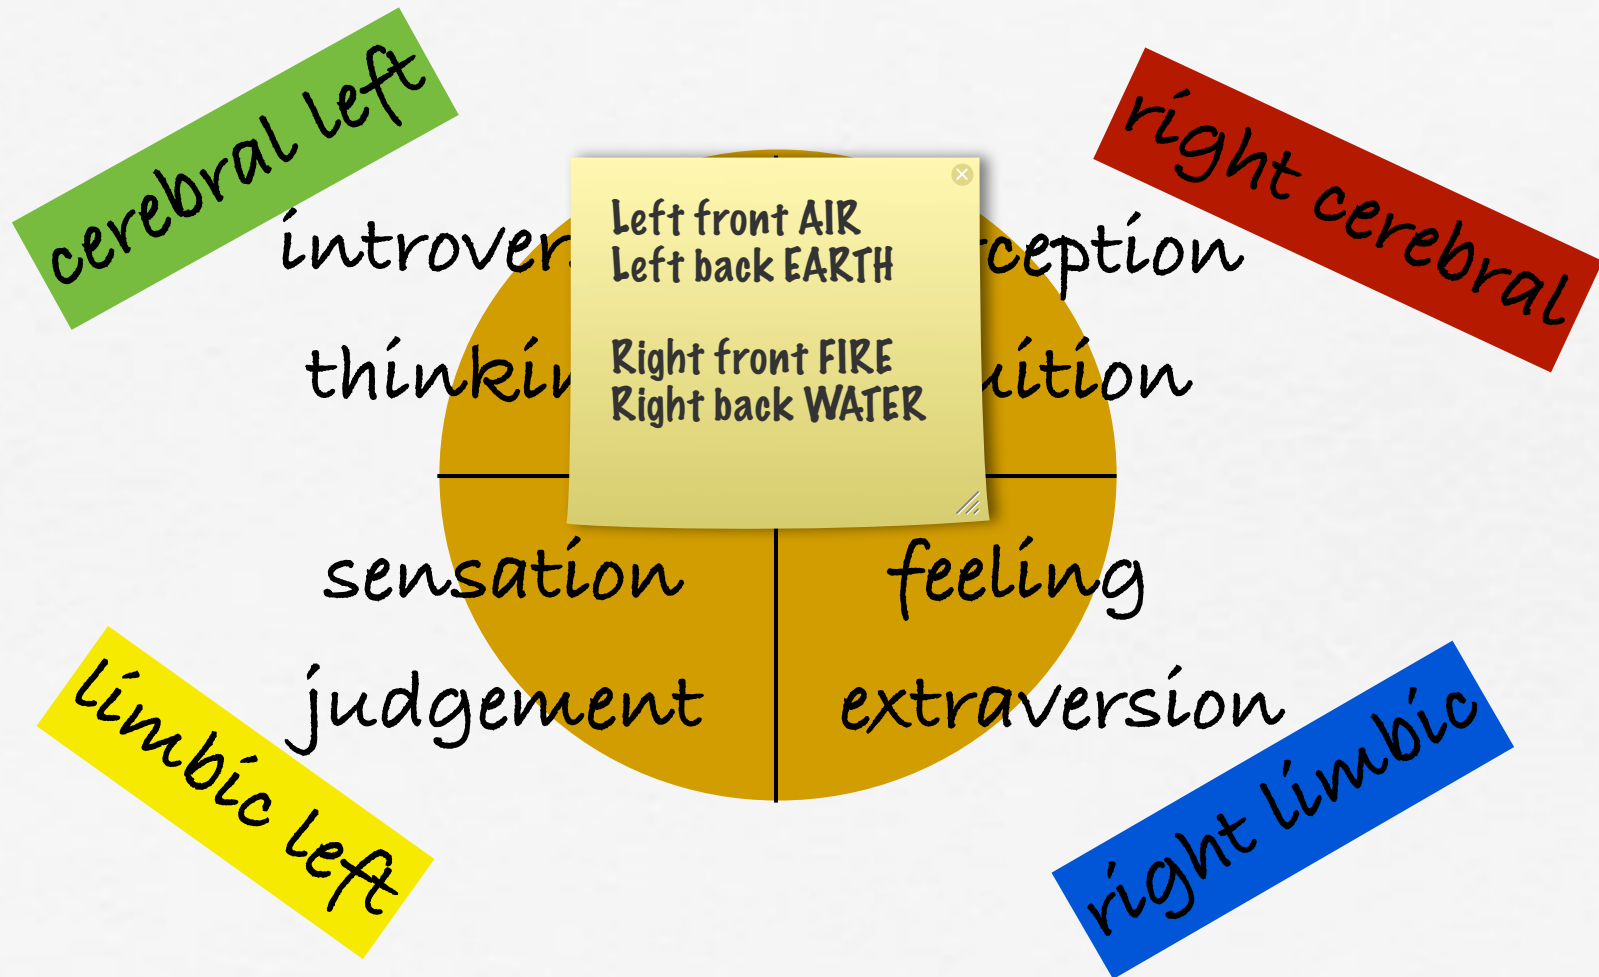 cerebral left
right cerebral
Left front AIR
Left back EARTH
Right front FIRE
Right back WATER
sensation
feeling
judgement
extraversion
limbic left
right limbic